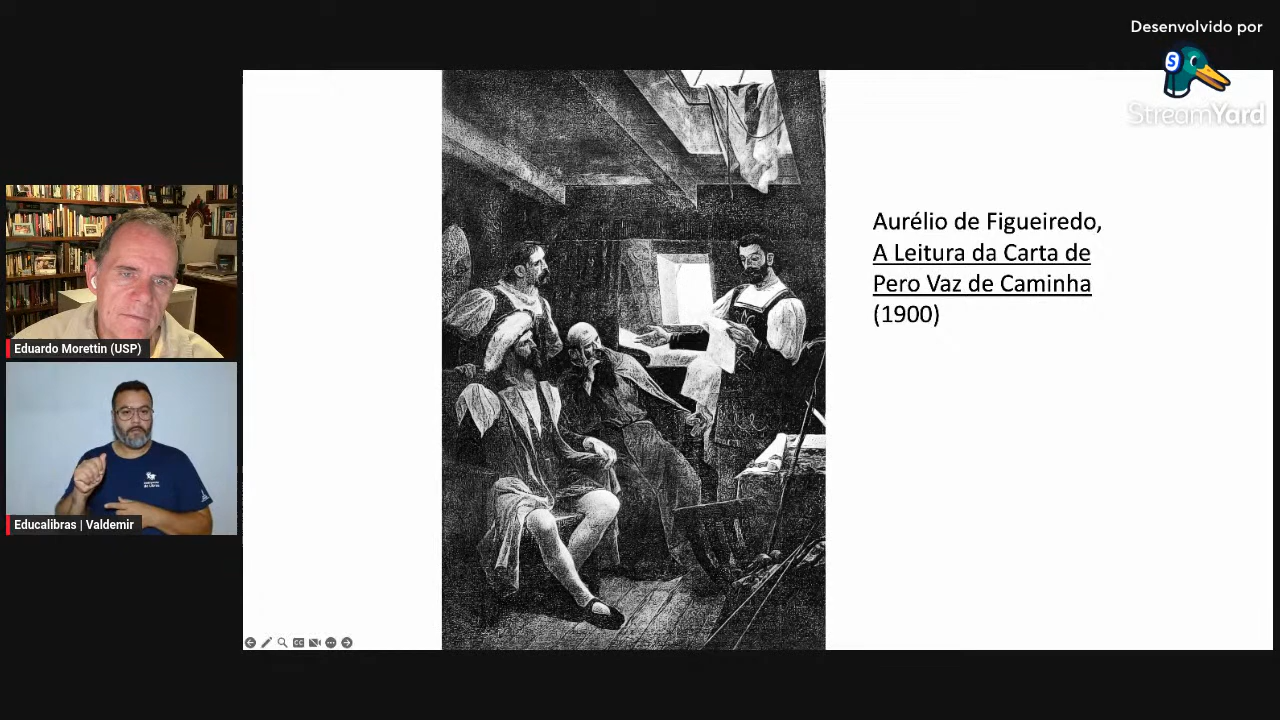 Desenvolvido por
S
StreamYard
Aurélio de Figueiredo,
A Leitura da Carta de
Pero Vaz de Caminha
(1900)
Eduardo Morettin (USP)
Educalibras | Valdemir
CC